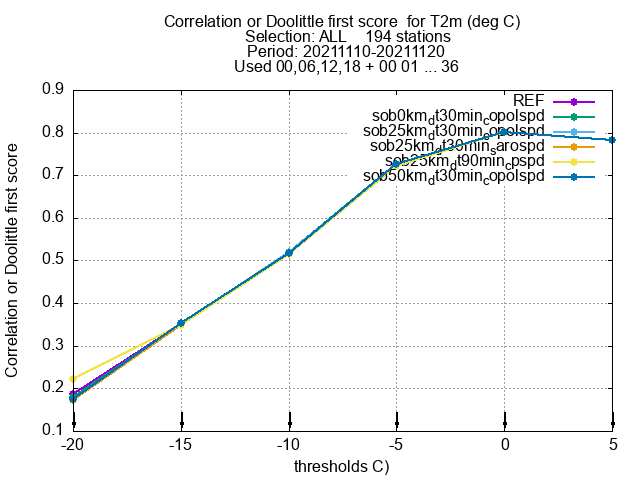 Correlation or Doolittle first score  for T2m (deg C)
Selection: ALL    194 stations
Period: 20211110-20211120
Used 00,06,12,18 + 00 01 ... 36
Correlation or Doolittle first score
0.9
0.8
0.7
0.6
0.5
0.4
0.3
0.2
0.1
REF
sob0km_dt30min_copolspd
sob25km_dt30min_copolspd
sob25km_dt30min_sarospd
sob25km_dt90min_cpspd
sob50km_dt30min_copolspd
-20 -15 -10 -5 0 5
thresholds C)